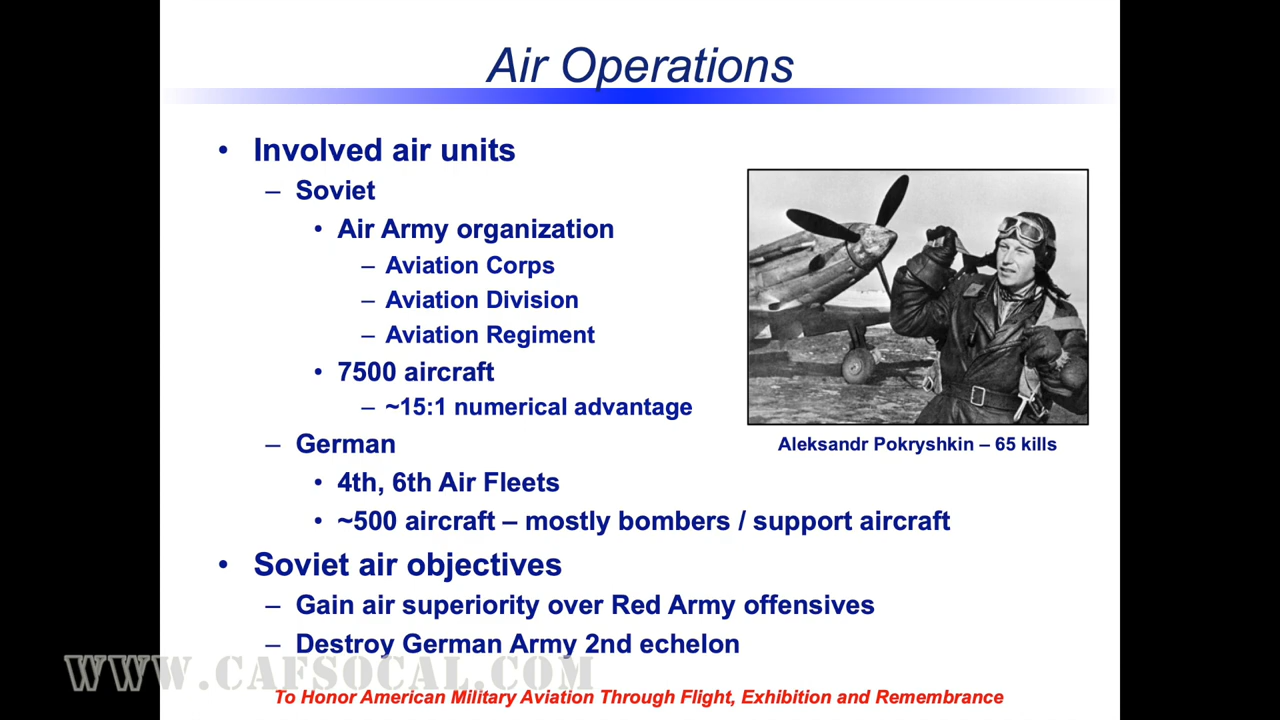 Air Operations
• Involved air units
– Soviet
• Air Army organization
– Aviation Corps
– Aviation Division
– Aviation Regiment
• 7500 aircraft
– ~15:1 numerical advantage
– German
• 4th, 6th Air Fleets
• ~500 aircraft – mostly bombers / support aircraft
• Soviet air objectives
– Gain air superiority over Red Army offensives
– Destroy German Army 2nd echelon
Aleksandr Pokryshkin – 65 kills
WWW.CAFSOCAL.COM
To Honor American Military Aviation Through Flight, Exhibition and Remembrance